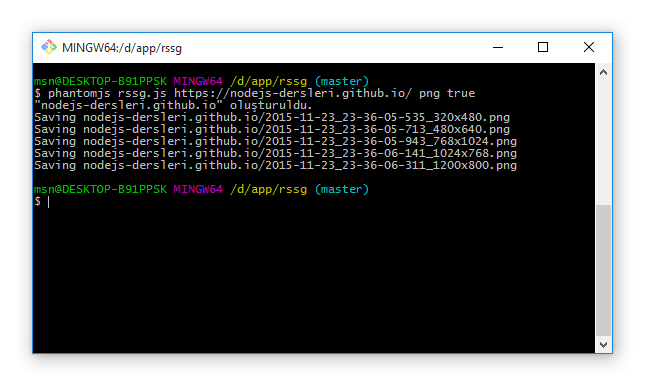 MINGW64:/d/app/rssg
msn@DESKTOP-B91PPSK MINGW64 /d/app/rssg (master)
$ phantomjs rssg.js https://nodejs-dersleri.github.io/ png true
"nodejs-dersleri.github.io" oluşturuldu.
Saving nodejs-dersleri.github.io/2015-11-23_23-36-05-535_320x480.png
Saving nodejs-dersleri.github.io/2015-11-23_23-36-05-713_480x640.png
Saving nodejs-dersleri.github.io/2015-11-23_23-36-05-943_768x1024.png
Saving nodejs-dersleri.github.io/2015-11-23_23-36-06-141_1024x768.png
Saving nodejs-dersleri.github.io/2015-11-23_23-36-06-311_1200x800.png
msn@DESKTOP-B91PPSK MINGW64 /d/app/rssg (master)
$